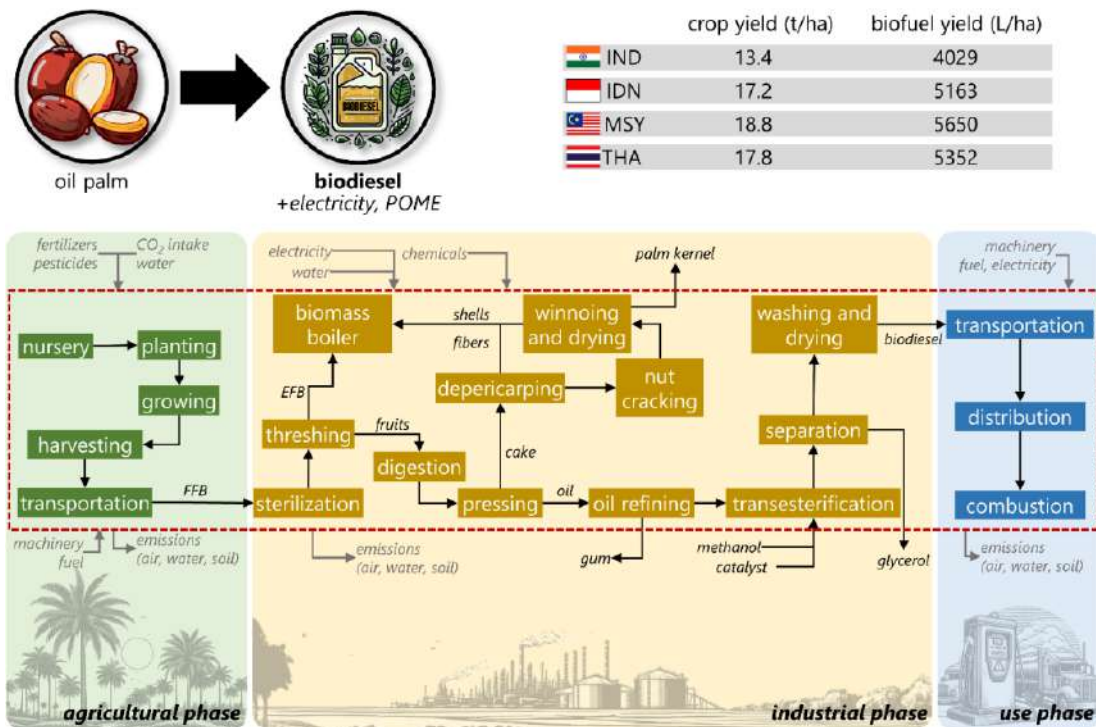 crop yield (t/ha) biofuel yield (L/ha)
IND 13.4 4029
IDN 17.2 5163
MSY 18.8 5650
THA 17.8 5352
BIODIESEL
oil palm
biodiesel
+electricity, POME
fertilizers
pesticides
CO₂ intake
water
electricity
water
chemicals
palm kernel
machinery
fuel, electricity
nursery
planting
growing
harvesting
transportation
FFB
biomass
boiler
shells
fibers
winnoing
and drying
EFB
depericarping
nut
cracking
threshing
fruits
digestion
cake
sterilization
pressing
oil
oil refining
transesterification
separation
washing and
drying
biodiesel
transportation
distribution
combustion
machinery
fuel
emissions
(air, water, soil)
emissions
(air, water, soil)
gum
methanol
catalyst
glycerol
emissions
(air, water, soil)
agricultural phase
industrial phase
use phase